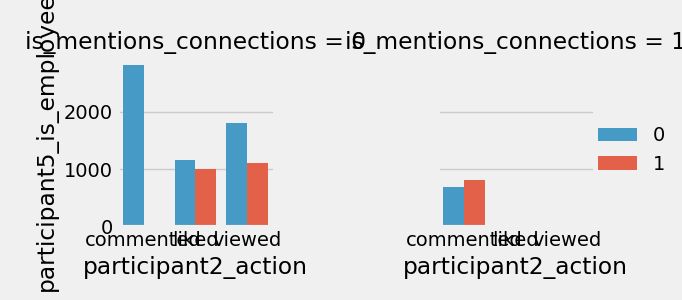 is_mentions_connections = 0
is_mentions_connections = 1
participant5_is_employee
2000
1000
0
commented
liked
viewed
commented
liked
viewed
participant2_action
participant2_action
0
1